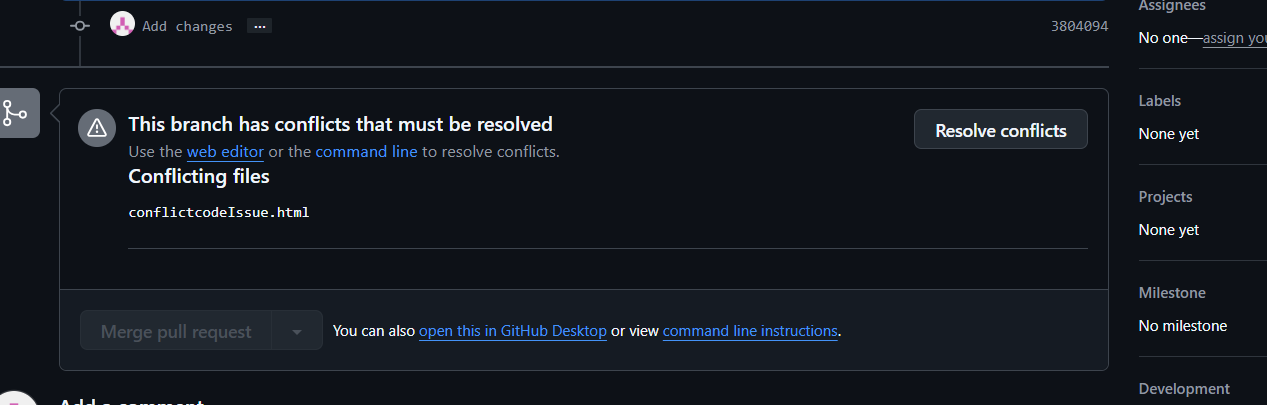 Assignees
Add changes ...
3804094
No one—assign you
This branch has conflicts that must be resolved
Resolve conflicts
Use the web editor or the command line to resolve conflicts.
Conflicting files
conflictcodeIssue.html
Labels
None yet
Projects
None yet
Milestone
No milestone
Merge pull request
You can also open this in GitHub Desktop or view command line instructions.
Development
Add a comment